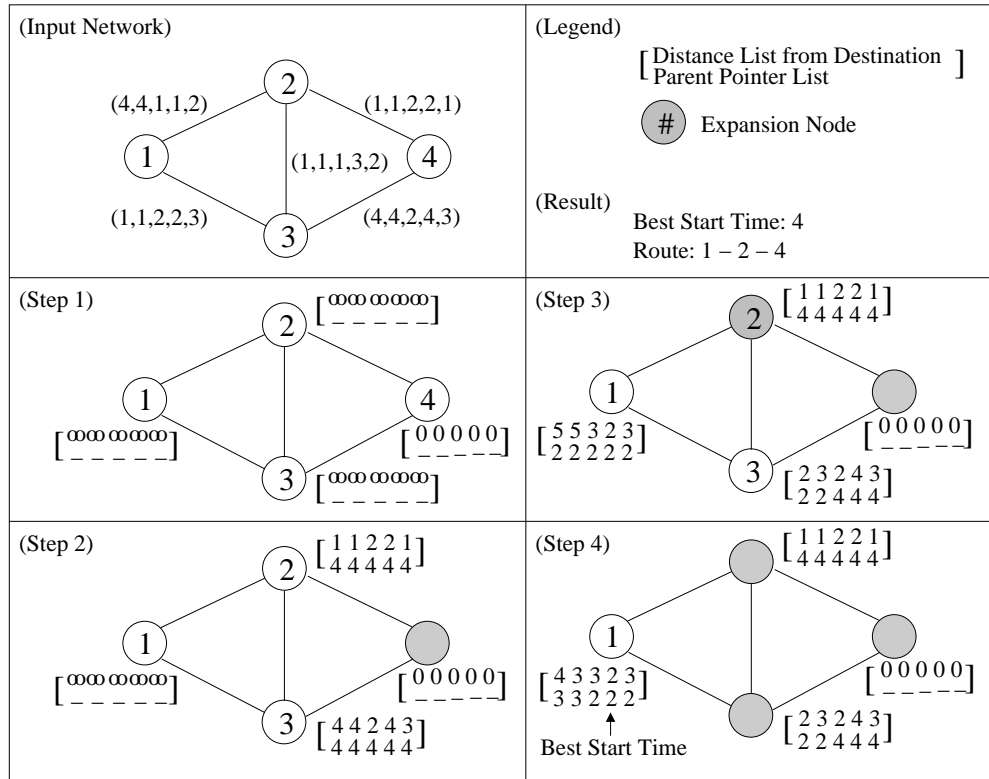 (Input Network)
2
(4,4,1,1,2)
(1,1,2,2,1)
1
(1,1,1,3,2)
4
(1,1,2,2,3)
3
(4,4,2,4,3)
(Legend)
[ Distance List from Destination
Parent Pointer List ]
# Expansion Node
(Result)
Best Start Time: 4
Route: 1 – 2 – 4
(Step 1)
[∞ ∞ ∞ ∞ ∞
_ _ _ _ _]
2
1
4
[∞ ∞ ∞ ∞ ∞
_ _ _ _ _]
[0 0 0 0 0
_ _ _ _ _]
3
[∞ ∞ ∞ ∞ ∞
_ _ _ _ _]
(Step 3)
[1 1 2 2 1
4 4 4 4 4]
2
1
[5 5 3 2 3
2 2 2 2 2]
[0 0 0 0 0
_ _ _ _ _]
3
[2 3 2 4 3
2 2 4 4 4]
(Step 2)
[1 1 2 2 1
4 4 4 4 4]
2
1
[∞ ∞ ∞ ∞ ∞
_ _ _ _ _]
[0 0 0 0 0
_ _ _ _ _]
3
[4 4 2 4 3
4 4 4 4 4]
(Step 4)
[1 1 2 2 1
4 4 4 4 4]
1
[4 3 3 2 3
3 3 2 2 2]
[0 0 0 0 0
_ _ _ _ _]
[2 3 2 4 3
2 2 4 4 4]
Best Start Time